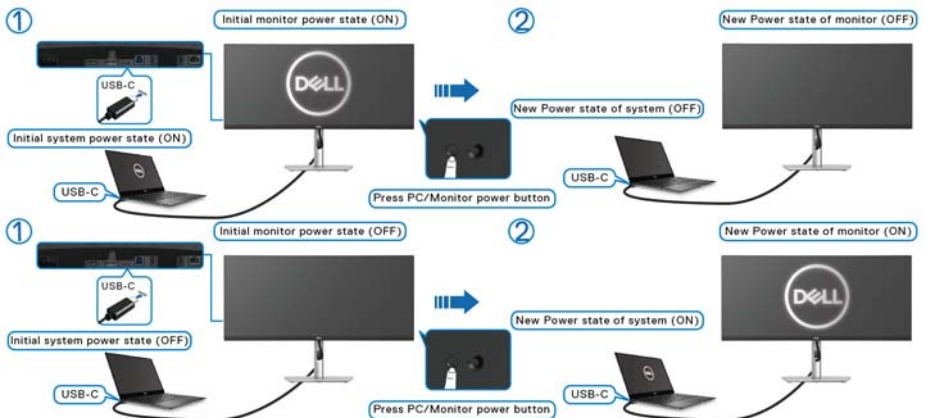 1
Initial monitor power state (ON)
2
New Power state of monitor (OFF)
USB-C
DELL
New Power state of system (OFF)
Initial system power state (ON)
DELL
USB-C
USB-C
Press PC/Monitor power button
1
Initial monitor power state (OFF)
2
New Power state of monitor (ON)
USB-C
DELL
New Power state of system (ON)
Initial system power state (OFF)
DELL
USB-C
USB-C
Press PC/Monitor power button